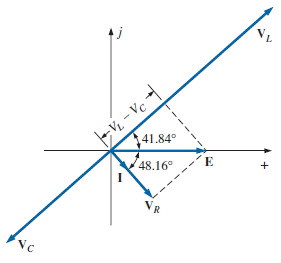 j
V_L
V_L – V_C
41.84°
48.16°
E
+
I
V_R
V_C